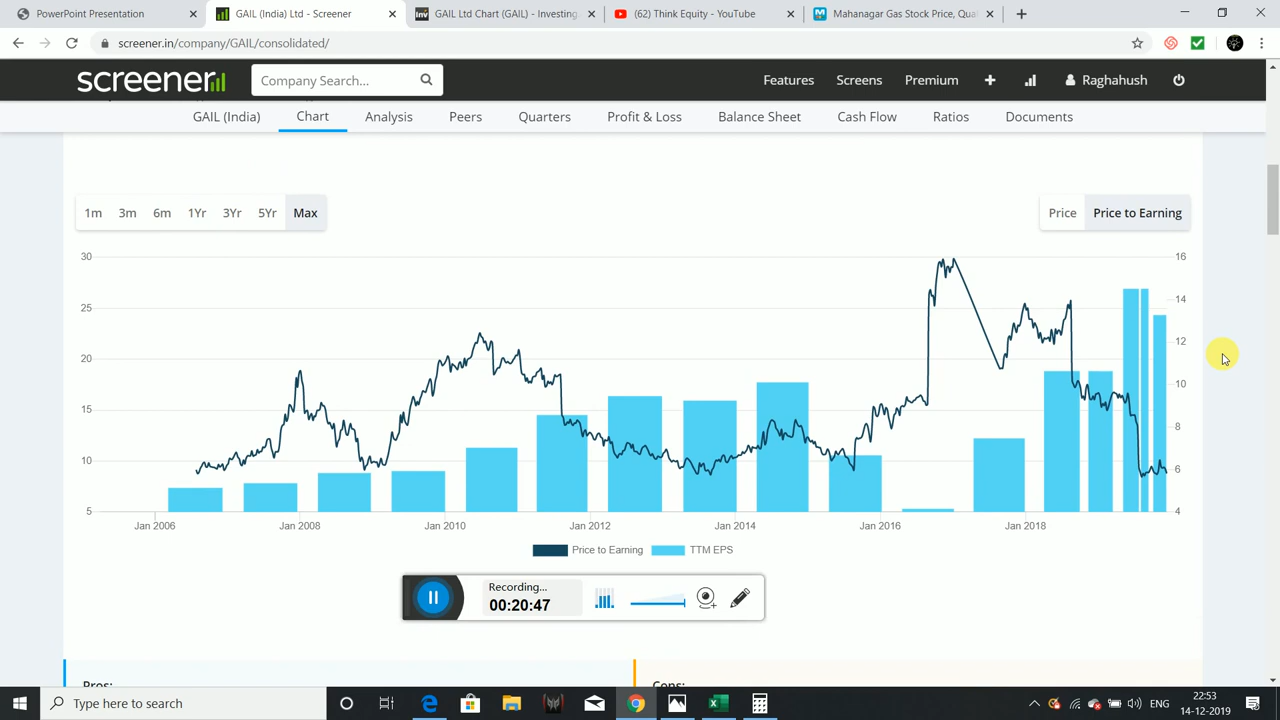 PowerPoint Presentation
GAIL (India) Ltd - Screener
GAIL Ltd Chart (GAIL) - Investing.
(62) Think Equity - YouTube
Mahanagar Gas Stock Price, Quo
screener.in/company/GAIL/consolidated/
screener
Company Search...
Features
Screens
Premium
Raghahush
GAIL (India)
Chart
Analysis
Peers
Quarters
Profit & Loss
Balance Sheet
Cash Flow
Ratios
Documents
1m 3m 6m 1Yr 3Yr 5Yr Max
Price
Price to Earning
30
25
20
15
10
5
16
14
12
10
8
6
4
Jan 2006
Jan 2008
Jan 2010
Jan 2012
Jan 2014
Jan 2016
Jan 2018
Price to Earning
TTM EPS
Recording...
00:20:47
Pros:
Cons:
Type here to search
ENG
22:53
14-12-2019